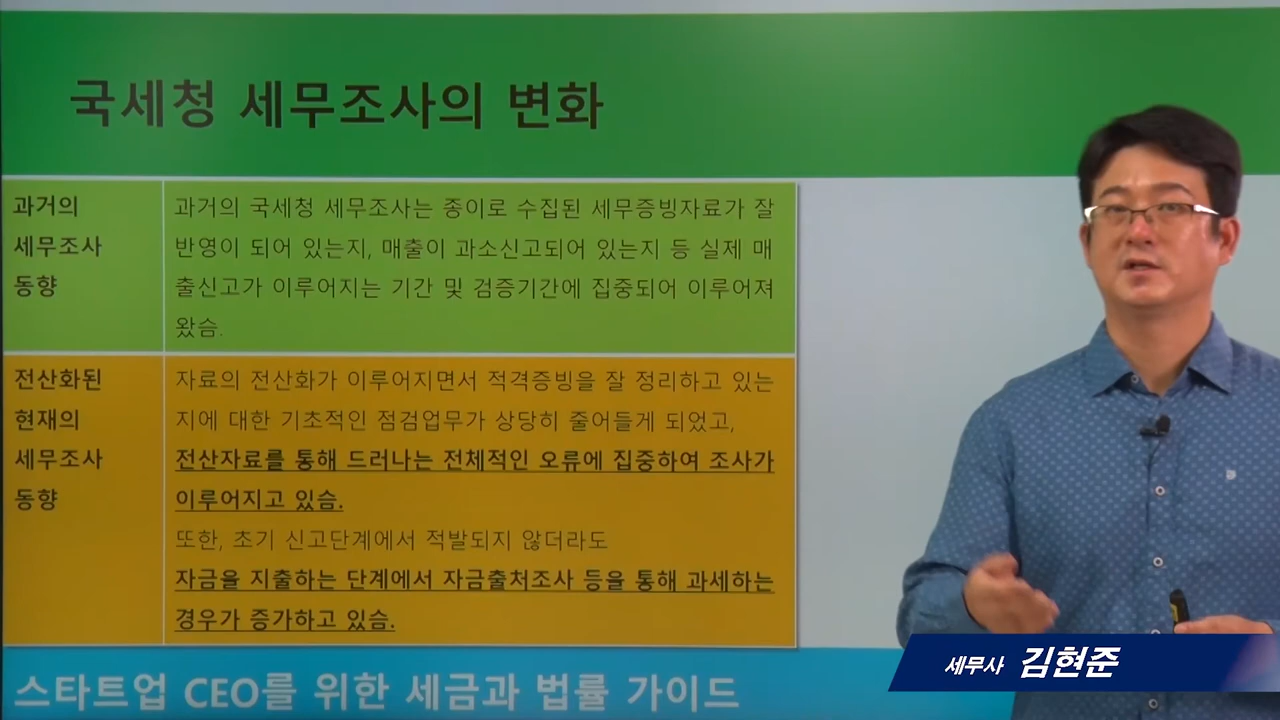 국세청 세무조사의 변화
과거의
세무조사
동향
과거의 국세청 세무조사는 종이로 수집된 세무증빙자료가 잘
반영이 되어 있는지, 매출이 과소신고되어 있는지 등 실제 매
출신고가 이루어지는 기간 및 검증기간에 집중되어 이루어져
왔슴.
전산화된
현재의
세무조사
동향
자료의 전산화가 이루어지면서 적격증빙을 잘 정리하고 있는
지에 대한 기초적인 점검업무가 상당히 줄어들게 되었고,
전산자료를 통해 드러나는 전체적인 오류에 집중하여 조사가
이루어지고 있슴.
또한, 초기 신고단계에서 적발되지 않더라도
자금을 지출하는 단계에서 자금출처조사 등을 통해 과세하는
경우가 증가하고 있슴.
세무사 김현준
스타트업 CEO를 위한 세금과 법률 가이드